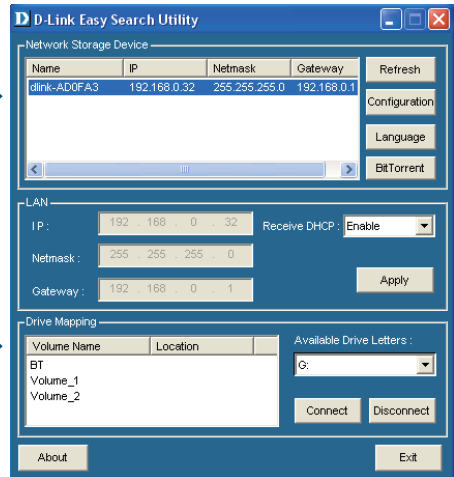 D-Link Easy Search Utility
Network Storage Device
Name IP Netmask Gateway
dlink-AD0FA3 192.168.0.32 255.255.255.0 192.168.0.1
Refresh
Configuration
Language
BitTorrent
LAN
IP : 192 . 168 . 0 . 32 Receive DHCP : Enable
Netmask : 255 . 255 . 255 . 0
Gateway : 192 . 168 . 0 . 1
Apply
Drive Mapping
Volume Name Location
BT
Volume_1
Volume_2
Available Drive Letters :
G:
Connect Disconnect
About Exit